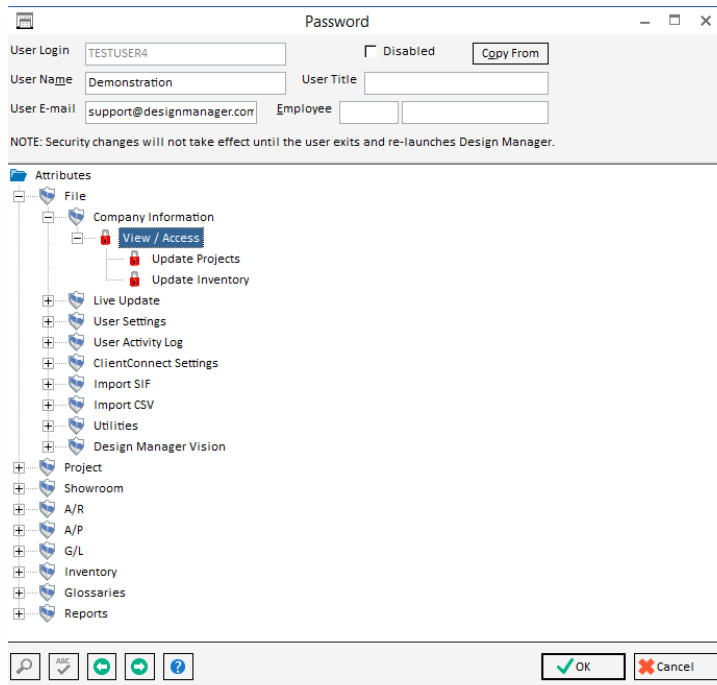 Password
User Login TESTUSER4 Disabled Copy From
User Name Demonstration User Title
User E-mail support@designmanager.com Employee
NOTE: Security changes will not take effect until the user exits and re-launches Design Manager.
Attributes
File
Company Information
View / Access
Update Projects
Update Inventory
Live Update
User Settings
User Activity Log
ClientConnect Settings
Import SIF
Import CSV
Utilities
Design Manager Vision
Project
Showroom
A/R
A/P
G/L
Inventory
Glossaries
Reports
ABC ? OK Cancel